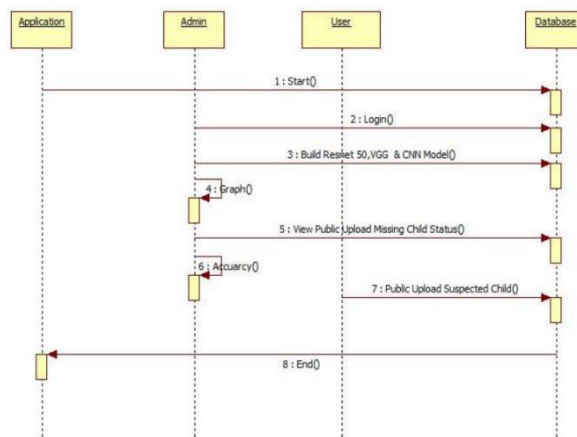 Application
Admin
User
Database
1 : Start()
2 : Login()
3 : Build Resnet 50,VGG & CNN Model()
4 : Graph()
5 : View Public Upload Missing Child Status()
6 : Accuarcy()
7 : Public Upload Suspected Child()
8 : End()